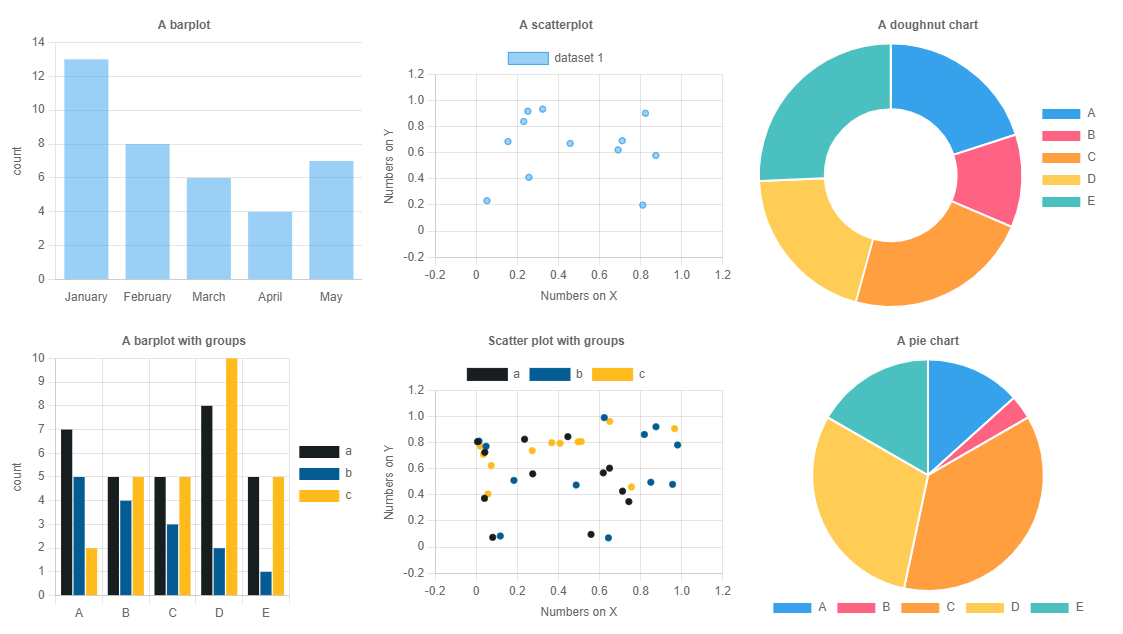 A barplot
count
14
12
10
8
6
4
2
0
January February March April May
A scatterplot
dataset 1
Numbers on Y
1.2
1.0
0.8
0.6
0.4
0.2
0
-0.2
-0.2 0 0.2 0.4 0.6 0.8 1.0 1.2
Numbers on X
A doughnut chart
A
B
C
D
E
A barplot with groups
count
10
9
8
7
6
5
4
3
2
1
0
A B C D E
a
b
c
Scatter plot with groups
a b c
Numbers on Y
1.2
1.0
0.8
0.6
0.4
0.2
0
-0.2
-0.2 0 0.2 0.4 0.6 0.8 1.0 1.2
Numbers on X
A pie chart
A B C D E